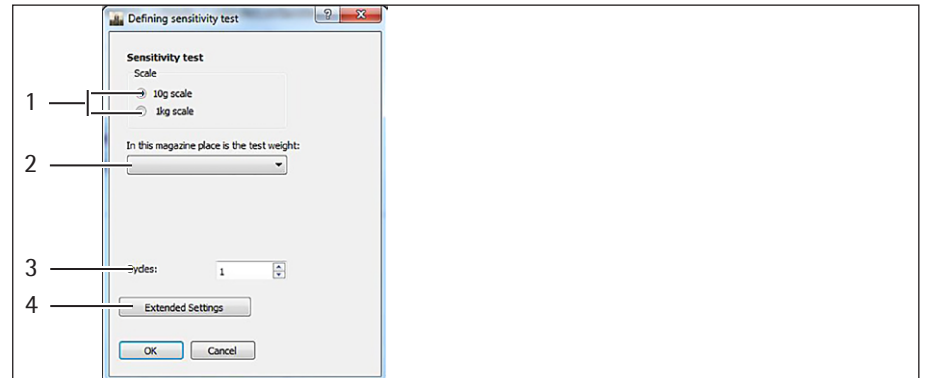 Defining sensitivity test
Sensitivity test
Scale
1
10g scale
1kg scale
In this magazine place is the test weight:
2
3
Cycles:
1
4
Extended Settings
OK
Cancel